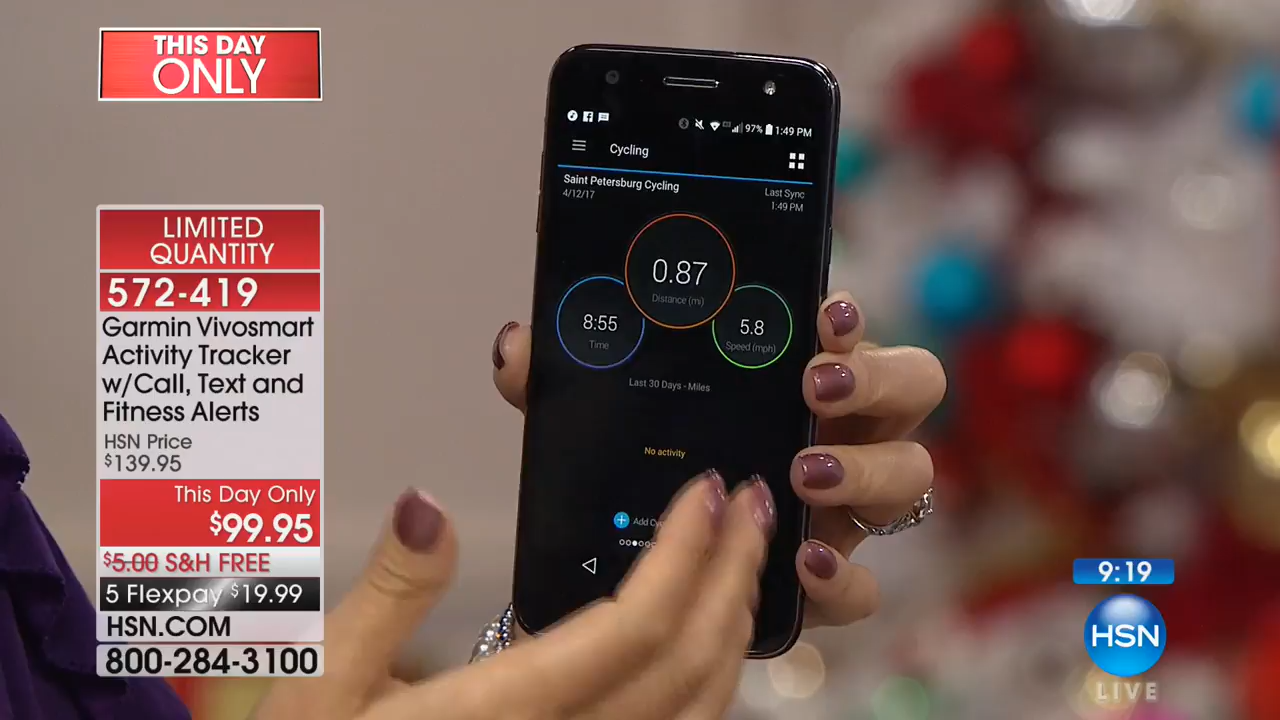 THIS DAY
ONLY
LIMITED
QUANTITY
572-419
Garmin Vivosmart
Activity Tracker
w/Call, Text and
Fitness Alerts
HSN Price
$139.95
This Day Only
$99.95
$5.00 S&H FREE
5 Flexpay $19.99
HSN.COM
800-284-3100
97% 1:49 PM
Cycling
Saint Petersburg Cycling
4/12/17
Last Sync
1:49 PM
0.87
Distance (mi)
8:55
Time
5.8
Speed (mph)
Last 30 Days - Miles
No activity
Add Cy
9:19
HSN
LIVE